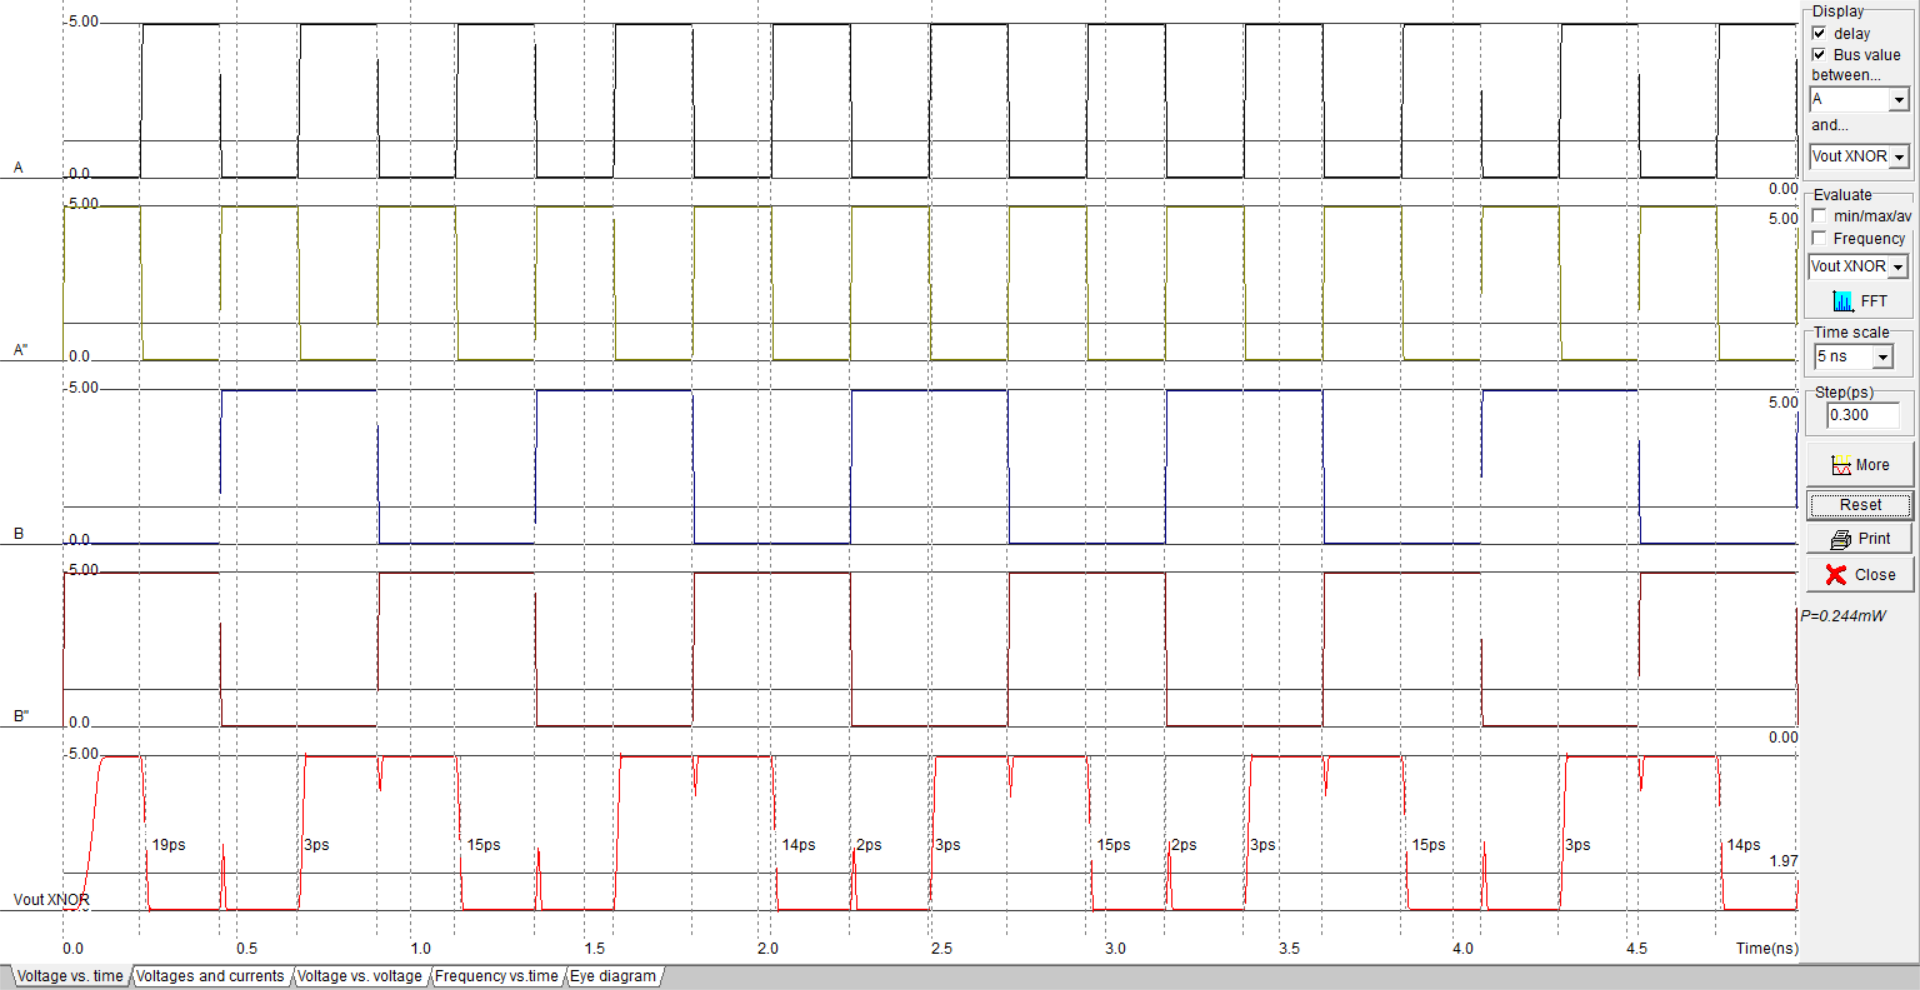 5.00
A
0.0
0.00
5.00
5.00
A"
0.0
5.00
5.00
B
0.0
5.00
B"
0.0
0.00
5.00
19ps
3ps
15ps
14ps
2ps
3ps
15ps
2ps
3ps
15ps
3ps
14ps
1.97
Vout XNOR
0.0
0.5
1.0
1.5
2.0
2.5
3.0
3.5
4.0
4.5
Time(ns)
Voltage vs. time
Voltages and currents
Voltage vs. voltage
Frequency vs.time
Eye diagram
Display
delay
Bus value
between...
A
and...
Vout XNOR
Evaluate
min/max/av
Frequency
Vout XNOR
FFT
Time scale
5 ns
Step(ps)
0.300
More
Reset
Print
Close
P=0.244mW